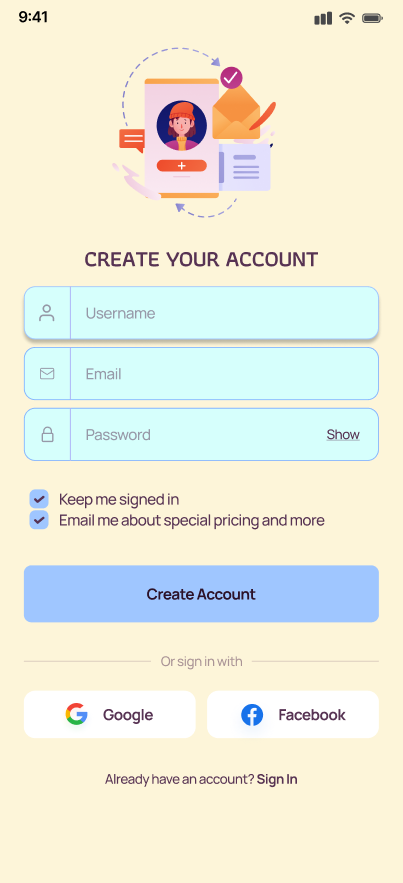 9:41
CREATE YOUR ACCOUNT
Username
Email
Password
Show
Keep me signed in
Email me about special pricing and more
Create Account
Or sign in with
Google
Facebook
Already have an account? Sign In